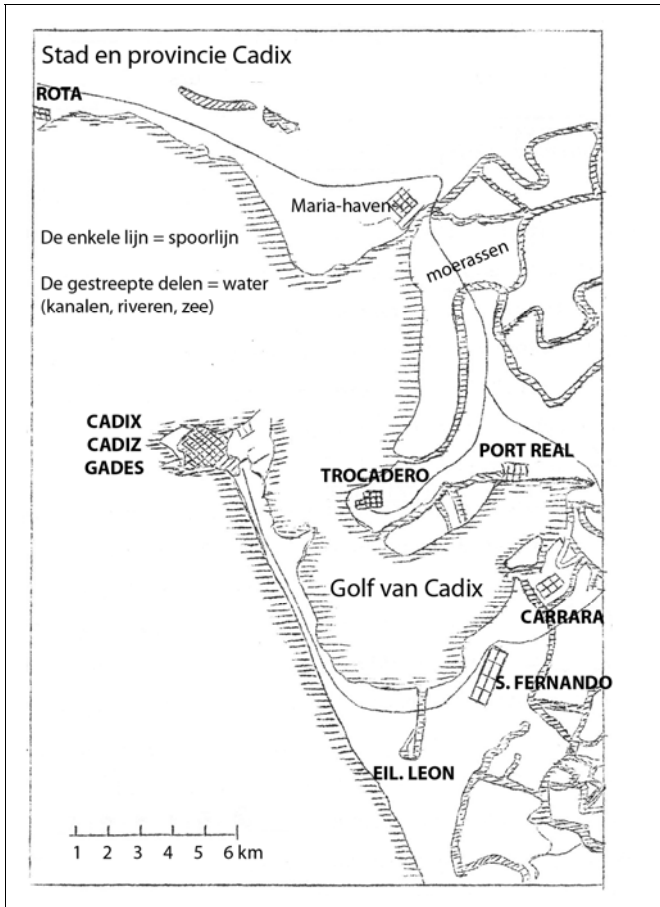 Stad en provincie Cadix
ROTA
Maria-haven
De enkele lijn = spoorlijn
moerassen
De gestreepte delen = water
(kanalen, riveren, zee)
CADIX
CADIZ
GADES
PORT REAL
TROCADERO
Golf van Cadix
CARRARA
S. FERNANDO
EIL. LEON
1 2 3 4 5 6 km